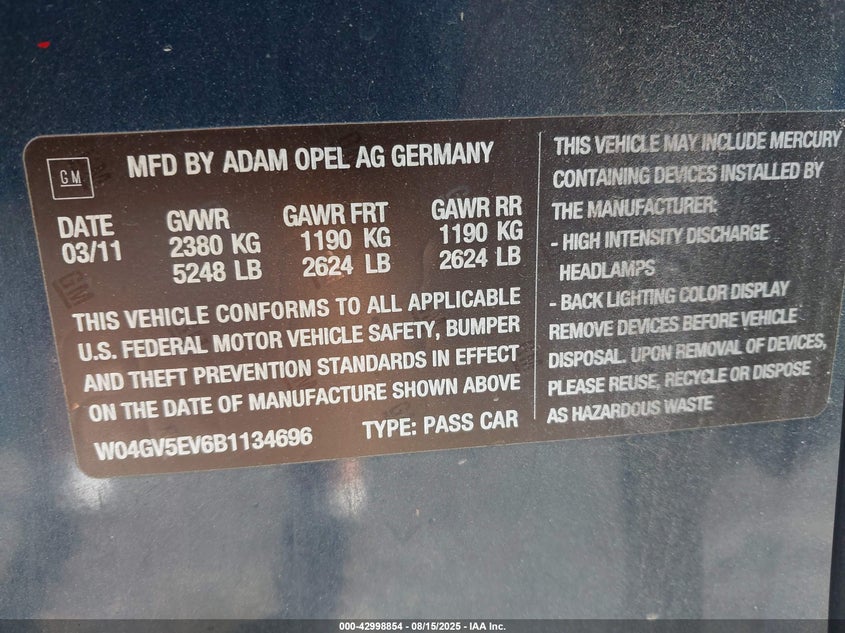 GM
MFD BY ADAM OPEL AG GERMANY
DATE GVWR GAWR FRT GAWR RR
03/11 2380 KG 1190 KG 1190 KG
5248 LB 2624 LB 2624 LB
THIS VEHICLE CONFORMS TO ALL APPLICABLE
U.S. FEDERAL MOTOR VEHICLE SAFETY, BUMPER
AND THEFT PREVENTION STANDARDS IN EFFECT
ON THE DATE OF MANUFACTURE SHOWN ABOVE
W04GV5EV6B1134696 TYPE: PASS CAR
THIS VEHICLE MAY INCLUDE MERCURY
CONTAINING DEVICES INSTALLED BY
THE MANUFACTURER:
- HIGH INTENSITY DISCHARGE
HEADLAMPS
- BACK LIGHTING COLOR DISPLAY
REMOVE DEVICES BEFORE VEHICLE
DISPOSAL. UPON REMOVAL OF DEVICES,
PLEASE REUSE, RECYCLE OR DISPOSE
AS HAZARDOUS WASTE
000-42998854 - 08/15/2025 - IAA Inc.